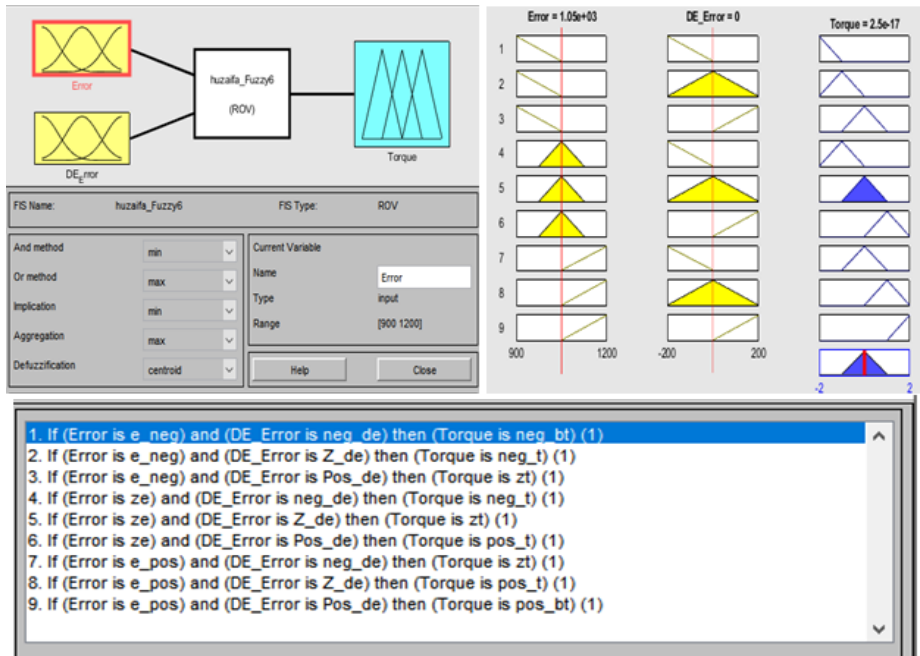 Error
DE_Error
huzaifa_Fuzzy6
(ROV)
Torque
FIS Name: huzaifa_Fuzzy6 FIS Type: ROV
And method min
Or method max
Implication min
Aggregation max
Defuzzification centroid
Current Variable
Name Error
Type input
Range [900 1200]
Help Close
Error = 1.05e+03 DE_Error = 0 Torque = 2.5e-17
1
2
3
4
5
6
7
8
9
900 1200 -200 200
-2 2
1. If (Error is e_neg) and (DE_Error is neg_de) then (Torque is neg_bt) (1)
2. If (Error is e_neg) and (DE_Error is Z_de) then (Torque is neg_t) (1)
3. If (Error is e_neg) and (DE_Error is Pos_de) then (Torque is zt) (1)
4. If (Error is ze) and (DE_Error is neg_de) then (Torque is neg_t) (1)
5. If (Error is ze) and (DE_Error is Z_de) then (Torque is zt) (1)
6. If (Error is ze) and (DE_Error is Pos_de) then (Torque is pos_t) (1)
7. If (Error is e_pos) and (DE_Error is neg_de) then (Torque is zt) (1)
8. If (Error is e_pos) and (DE_Error is Z_de) then (Torque is pos_t) (1)
9. If (Error is e_pos) and (DE_Error is Pos_de) then (Torque is pos_bt) (1)